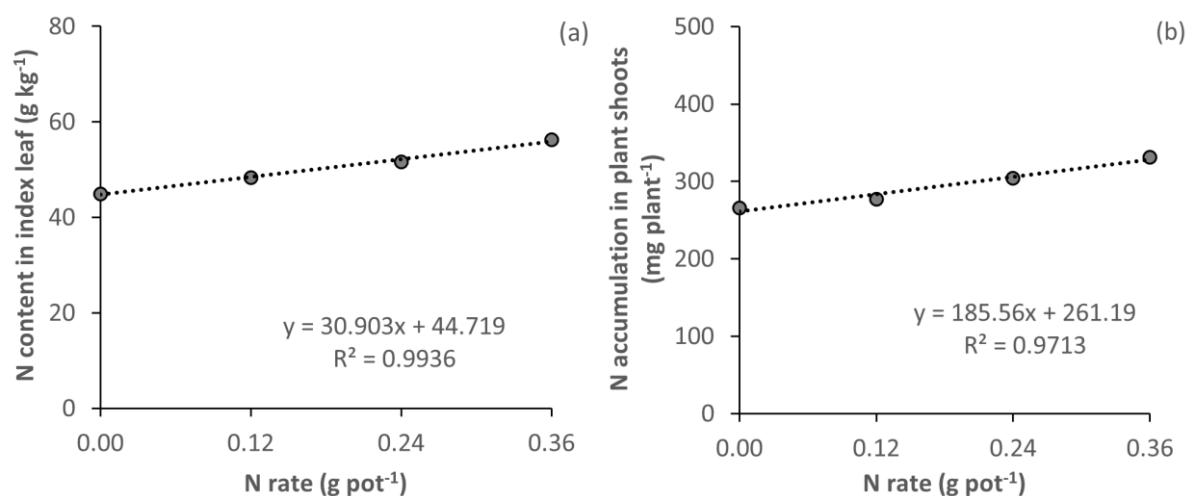 (a)
N content in index leaf (g kg⁻¹)
80
60
40
20
0
y = 30.903x + 44.719
R² = 0.9936
0.00 0.12 0.24 0.36
N rate (g pot⁻¹)
(b)
N accumulation in plant shoots
(mg plant⁻¹)
500
400
300
200
100
0
y = 185.56x + 261.19
R² = 0.9713
0.00 0.12 0.24 0.36
N rate (g pot⁻¹)